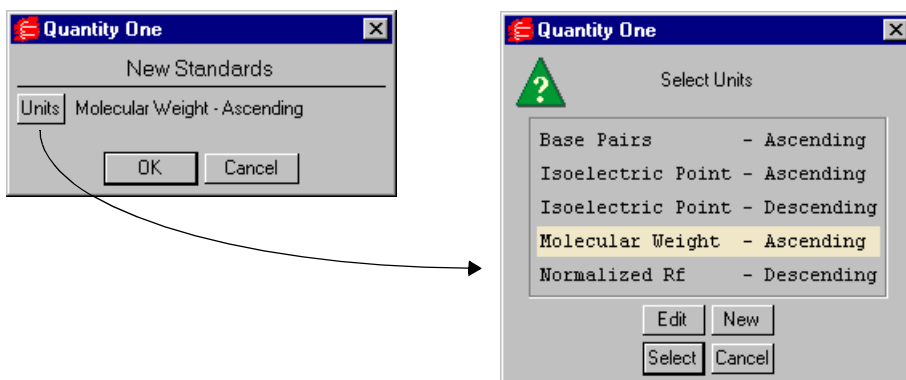 Quantity One
New Standards
Units Molecular Weight - Ascending
OK Cancel
Quantity One
?
Select Units
Base Pairs - Ascending
Isoelectric Point - Ascending
Isoelectric Point - Descending
Molecular Weight - Ascending
Normalized Rf - Descending
Edit New
Select Cancel